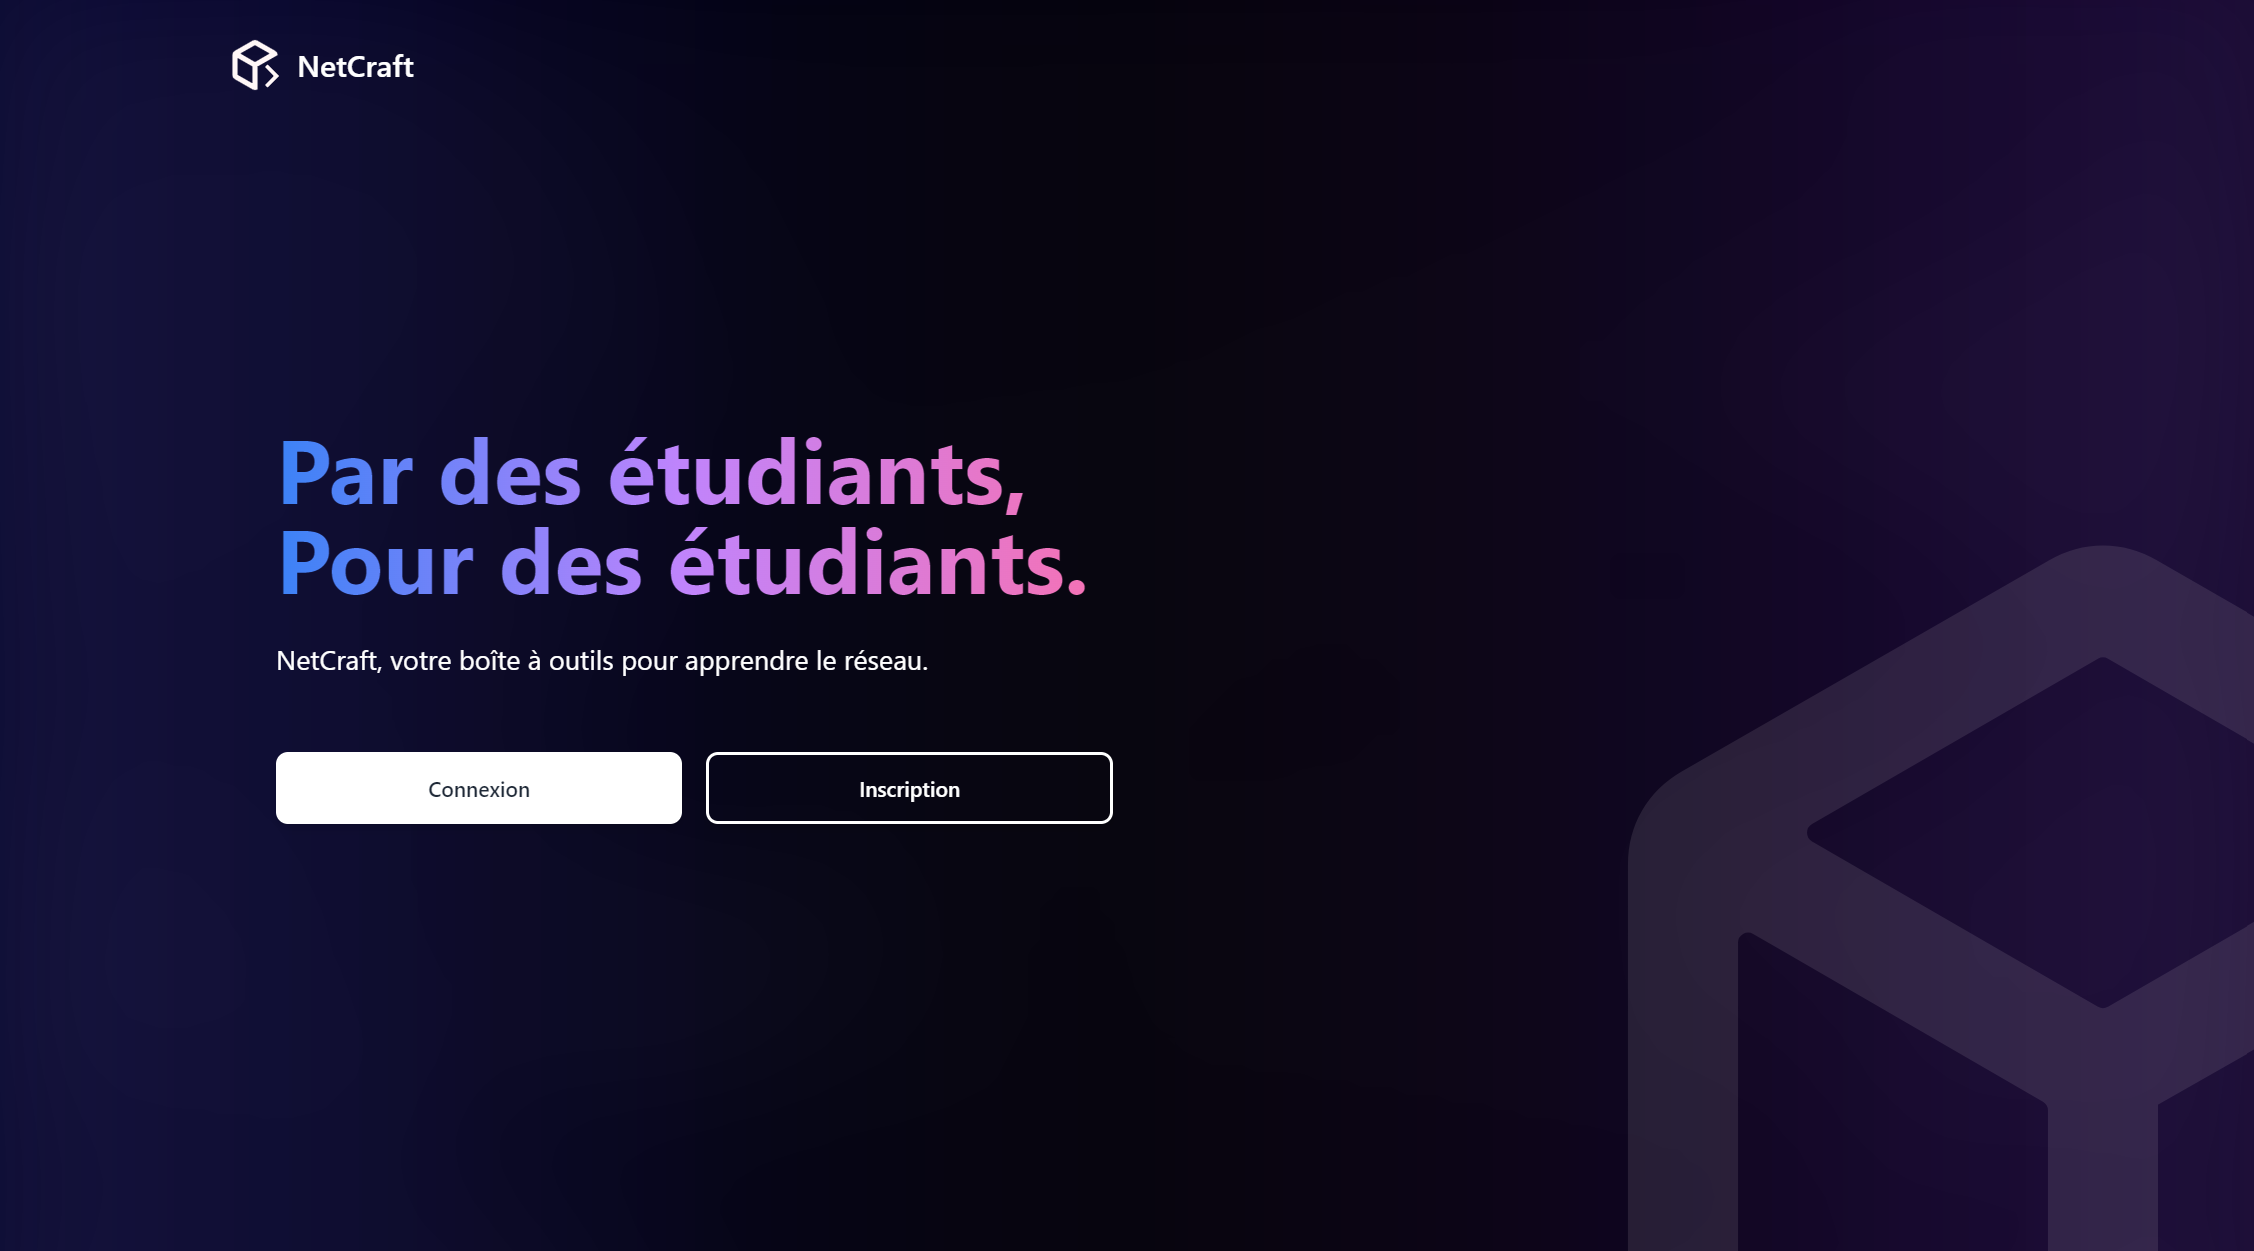 NetCraft
Par des étudiants,
Pour des étudiants.
NetCraft, votre boîte à outils pour apprendre le réseau.
Connexion
Inscription